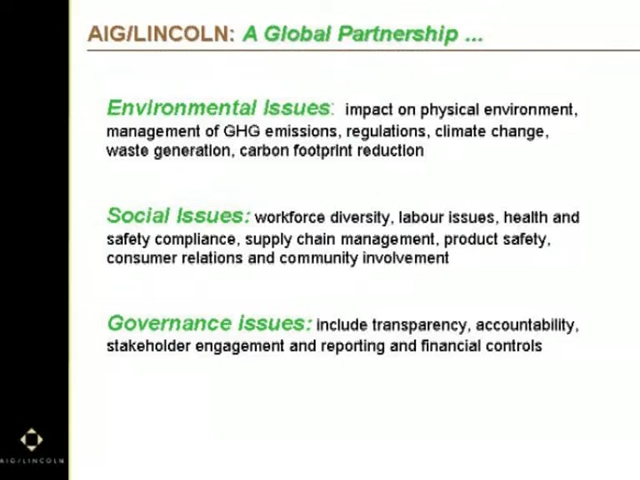 AIG/LINCOLN: A Global Partnership ...
Environmental Issues: impact on physical environment,
management of GHG emissions, regulations, climate change,
waste generation, carbon footprint reduction
Social Issues: workforce diversity, labour issues, health and
safety compliance, supply chain management, product safety,
consumer relations and community involvement
Governance issues: include transparency, accountability,
stakeholder engagement and reporting and financial controls
AIG/LINCOLN